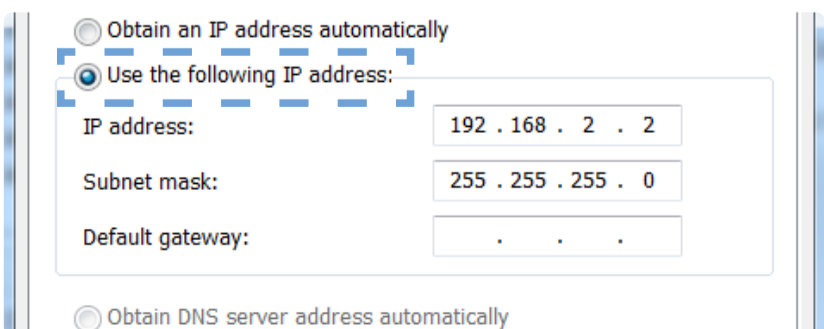 Obtain an IP address automatically
Use the following IP address:
IP address: 192 . 168 . 2 . 2
Subnet mask: 255 . 255 . 255 . 0
Default gateway: . . .
Obtain DNS server address automatically